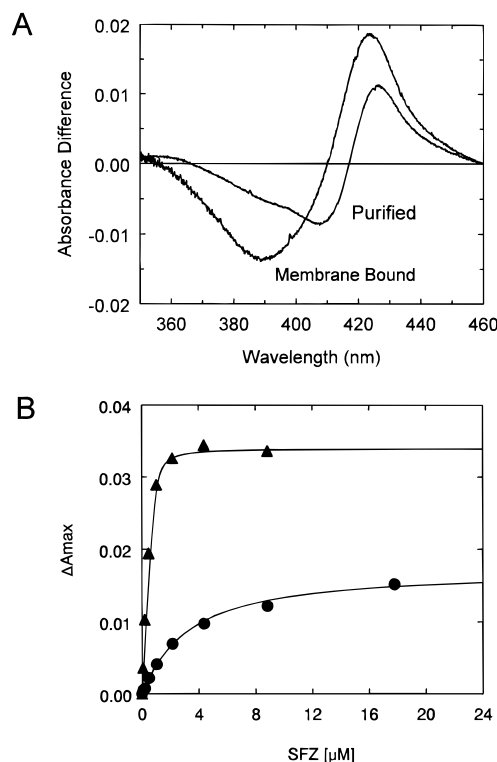 A
0.02
0.01
0.00
-0.01
-0.02
Absorbance Difference
Purified
Membrane Bound
360 380 400 420 440 460
Wavelength (nm)
B
0.04
0.03
0.02
0.01
0.00
ΔAmax
0 4 8 12 16 20 24
SFZ [μM]